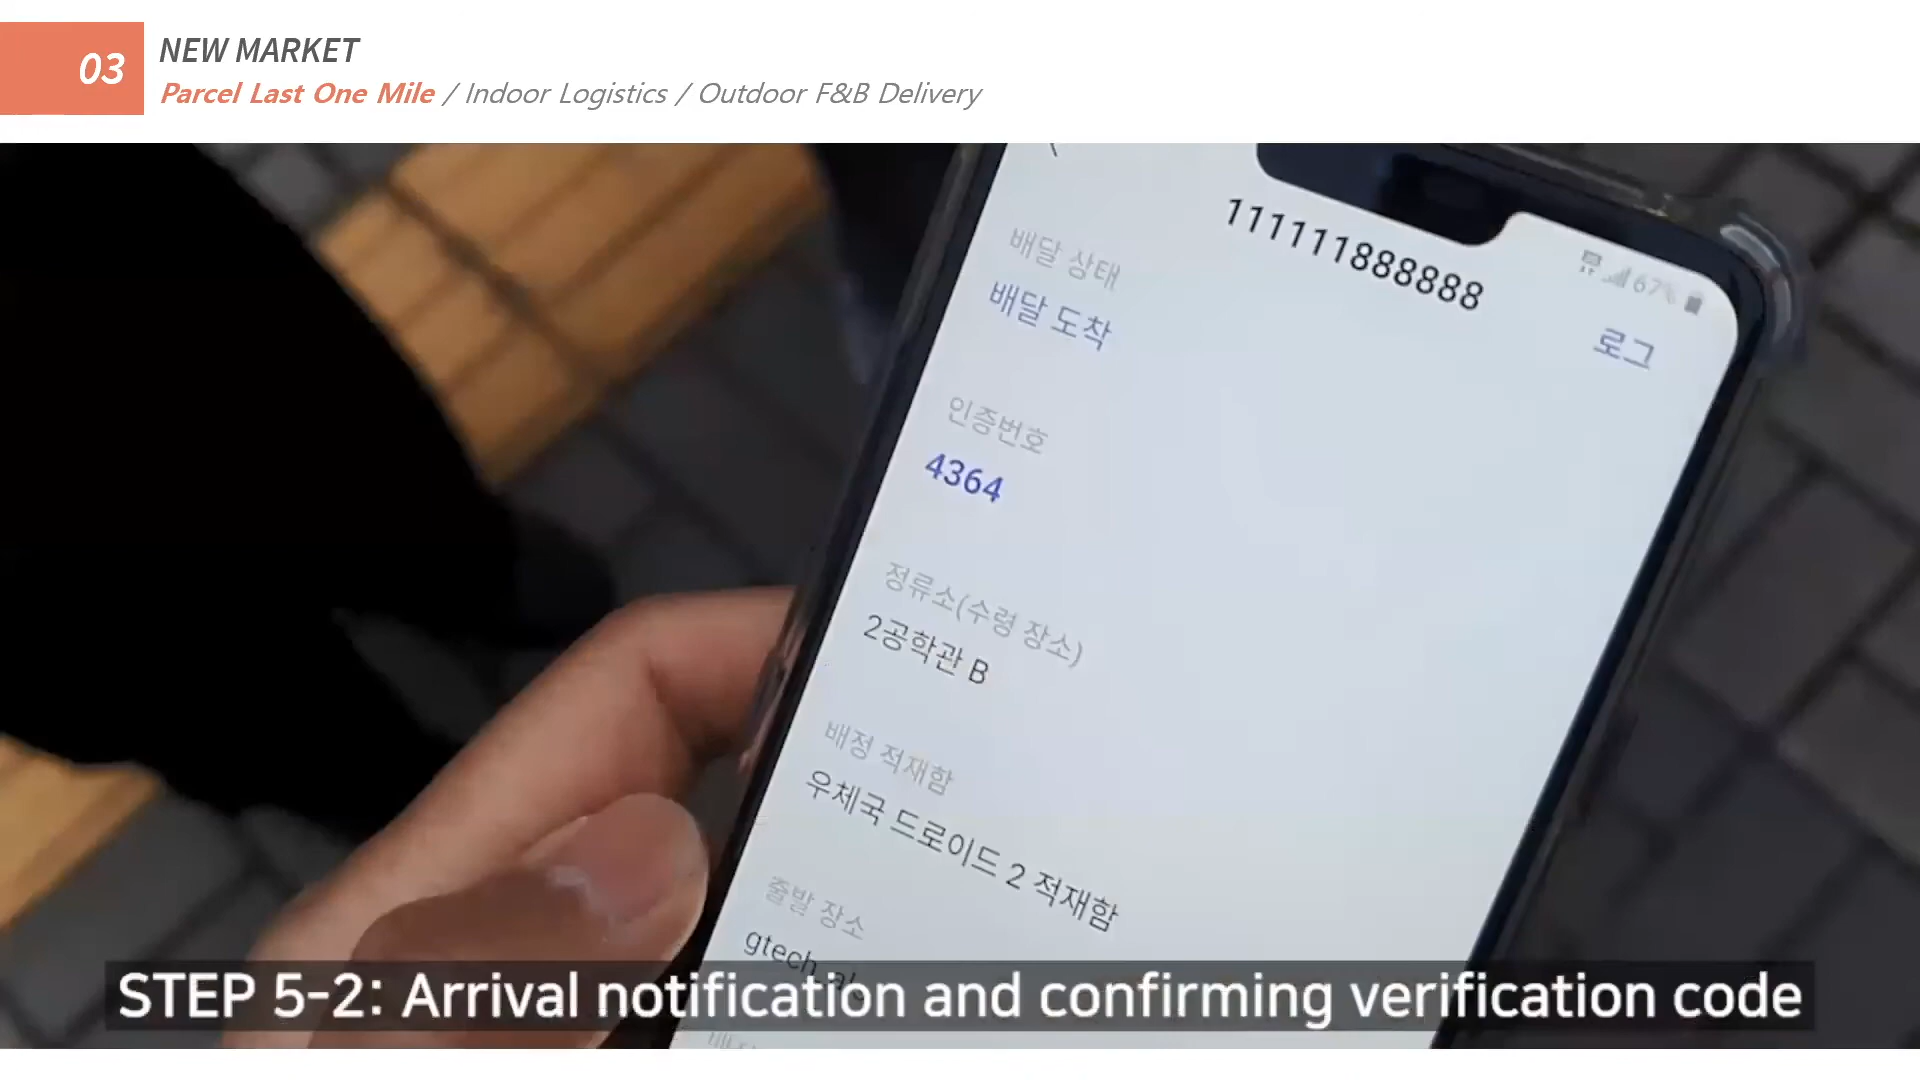 03
NEW MARKET
Parcel Last One Mile / Indoor Logistics / Outdoor F&B Delivery
111111888888
67%
로그
배달 상태
배달 도착
인증번호
4364
정류소(수령 장소)
2공학관 B
배정 적재함
우체국 드로이드 2 적재함
출발 장소
gtech
STEP 5-2: Arrival notification and confirming verification code